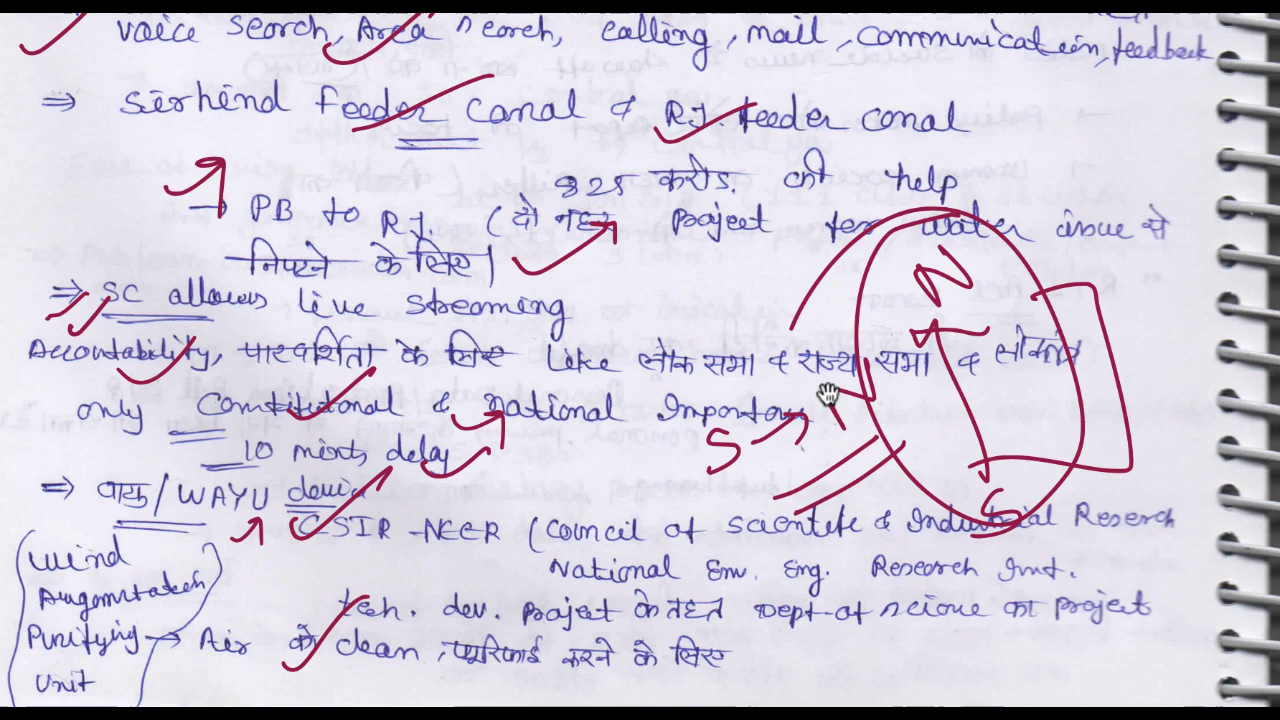 voice search, Area search, calling, mail, communication, feedback
⇒ Sirhind Feeder Canal & RJ. feeder canal
825 करोड़ की help
→ PB to RJ. (दो नहर Project for water issue से
निपटने के लिए)
⇒ SC allows live streaming
Accountability, पारदर्शिता के लिए like लोक सभा व राज्य सभा व
only Constitutional & national Importance
10 mints delay
⇒ वायु/WAYU device
CSIR-NEER (Council of Scientific & Industrial Research
National Env. Eng. Research Inst.
(Wind
Augmentation
tech. dev. Project के तहत Dept of science का project
Purifying → Air को clean, प्यूरिफाई करने के लिए
Unit
N
S
S